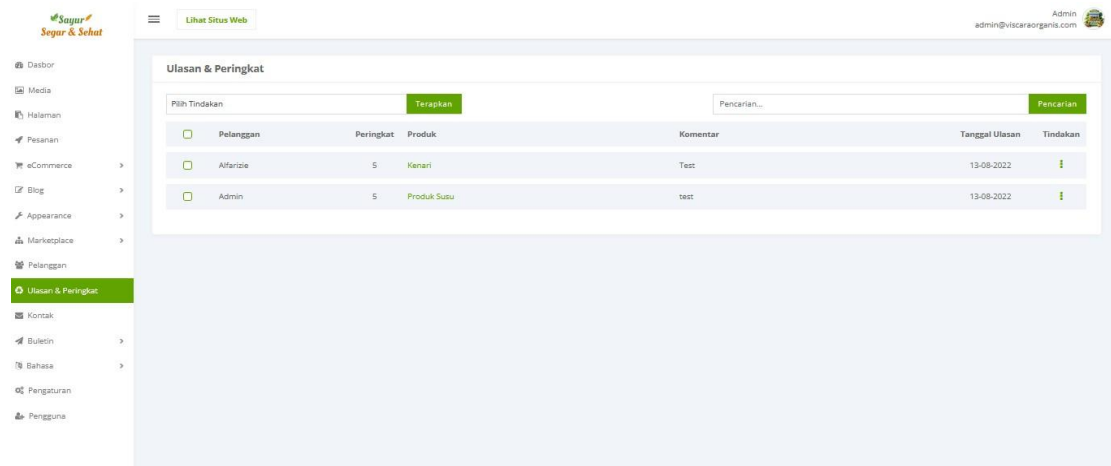 Sayur
Segar & Sehat
Lihat Situs Web
Admin
admin@viscaraorganis.com
Dasbor
Media
Halaman
Pesanan
eCommerce
Blog
Appearance
Marketplace
Pelanggan
Ulasan & Peringkat
Kontak
Buletin
Bahasa
Pengaturan
Pengguna
Ulasan & Peringkat
Pilih Tindakan Terapkan Pencarian... Pencarian
Pelanggan Peringkat Produk Komentar Tanggal Ulasan Tindakan
Alfarizie 5 Kenari Test 13-08-2022
Admin 5 Produk Susu test 13-08-2022